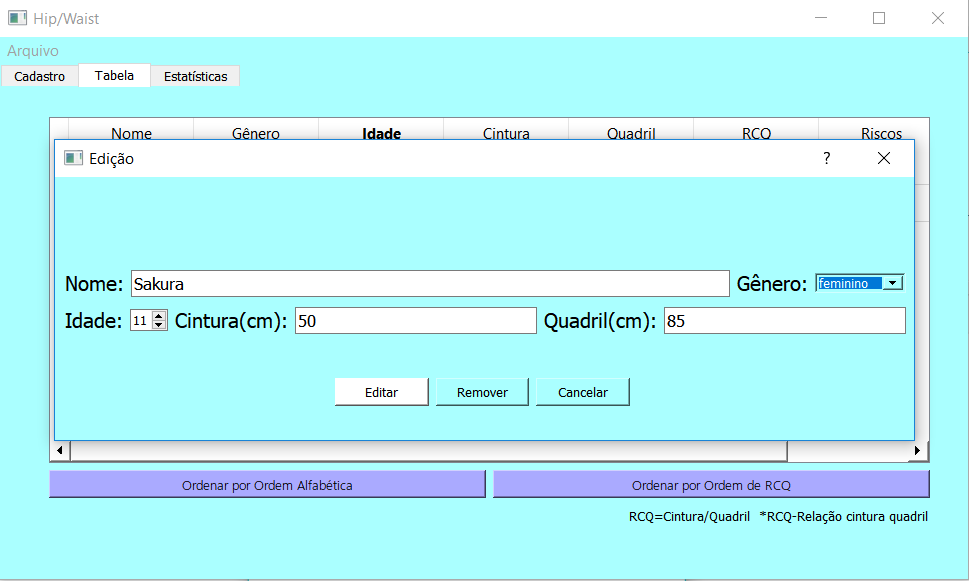 Hip/Waist
Arquivo
Cadastro Tabela Estatísticas
Nome Gênero Idade Cintura Quadril RCQ Riscos
Edição ?
Nome: Sakura Gênero: feminino
Idade: 11 Cintura(cm): 50 Quadril(cm): 85
Editar Remover Cancelar
Ordenar por Ordem Alfabética Ordenar por Ordem de RCQ
RCQ=Cintura/Quadril *RCQ-Relação cintura quadril